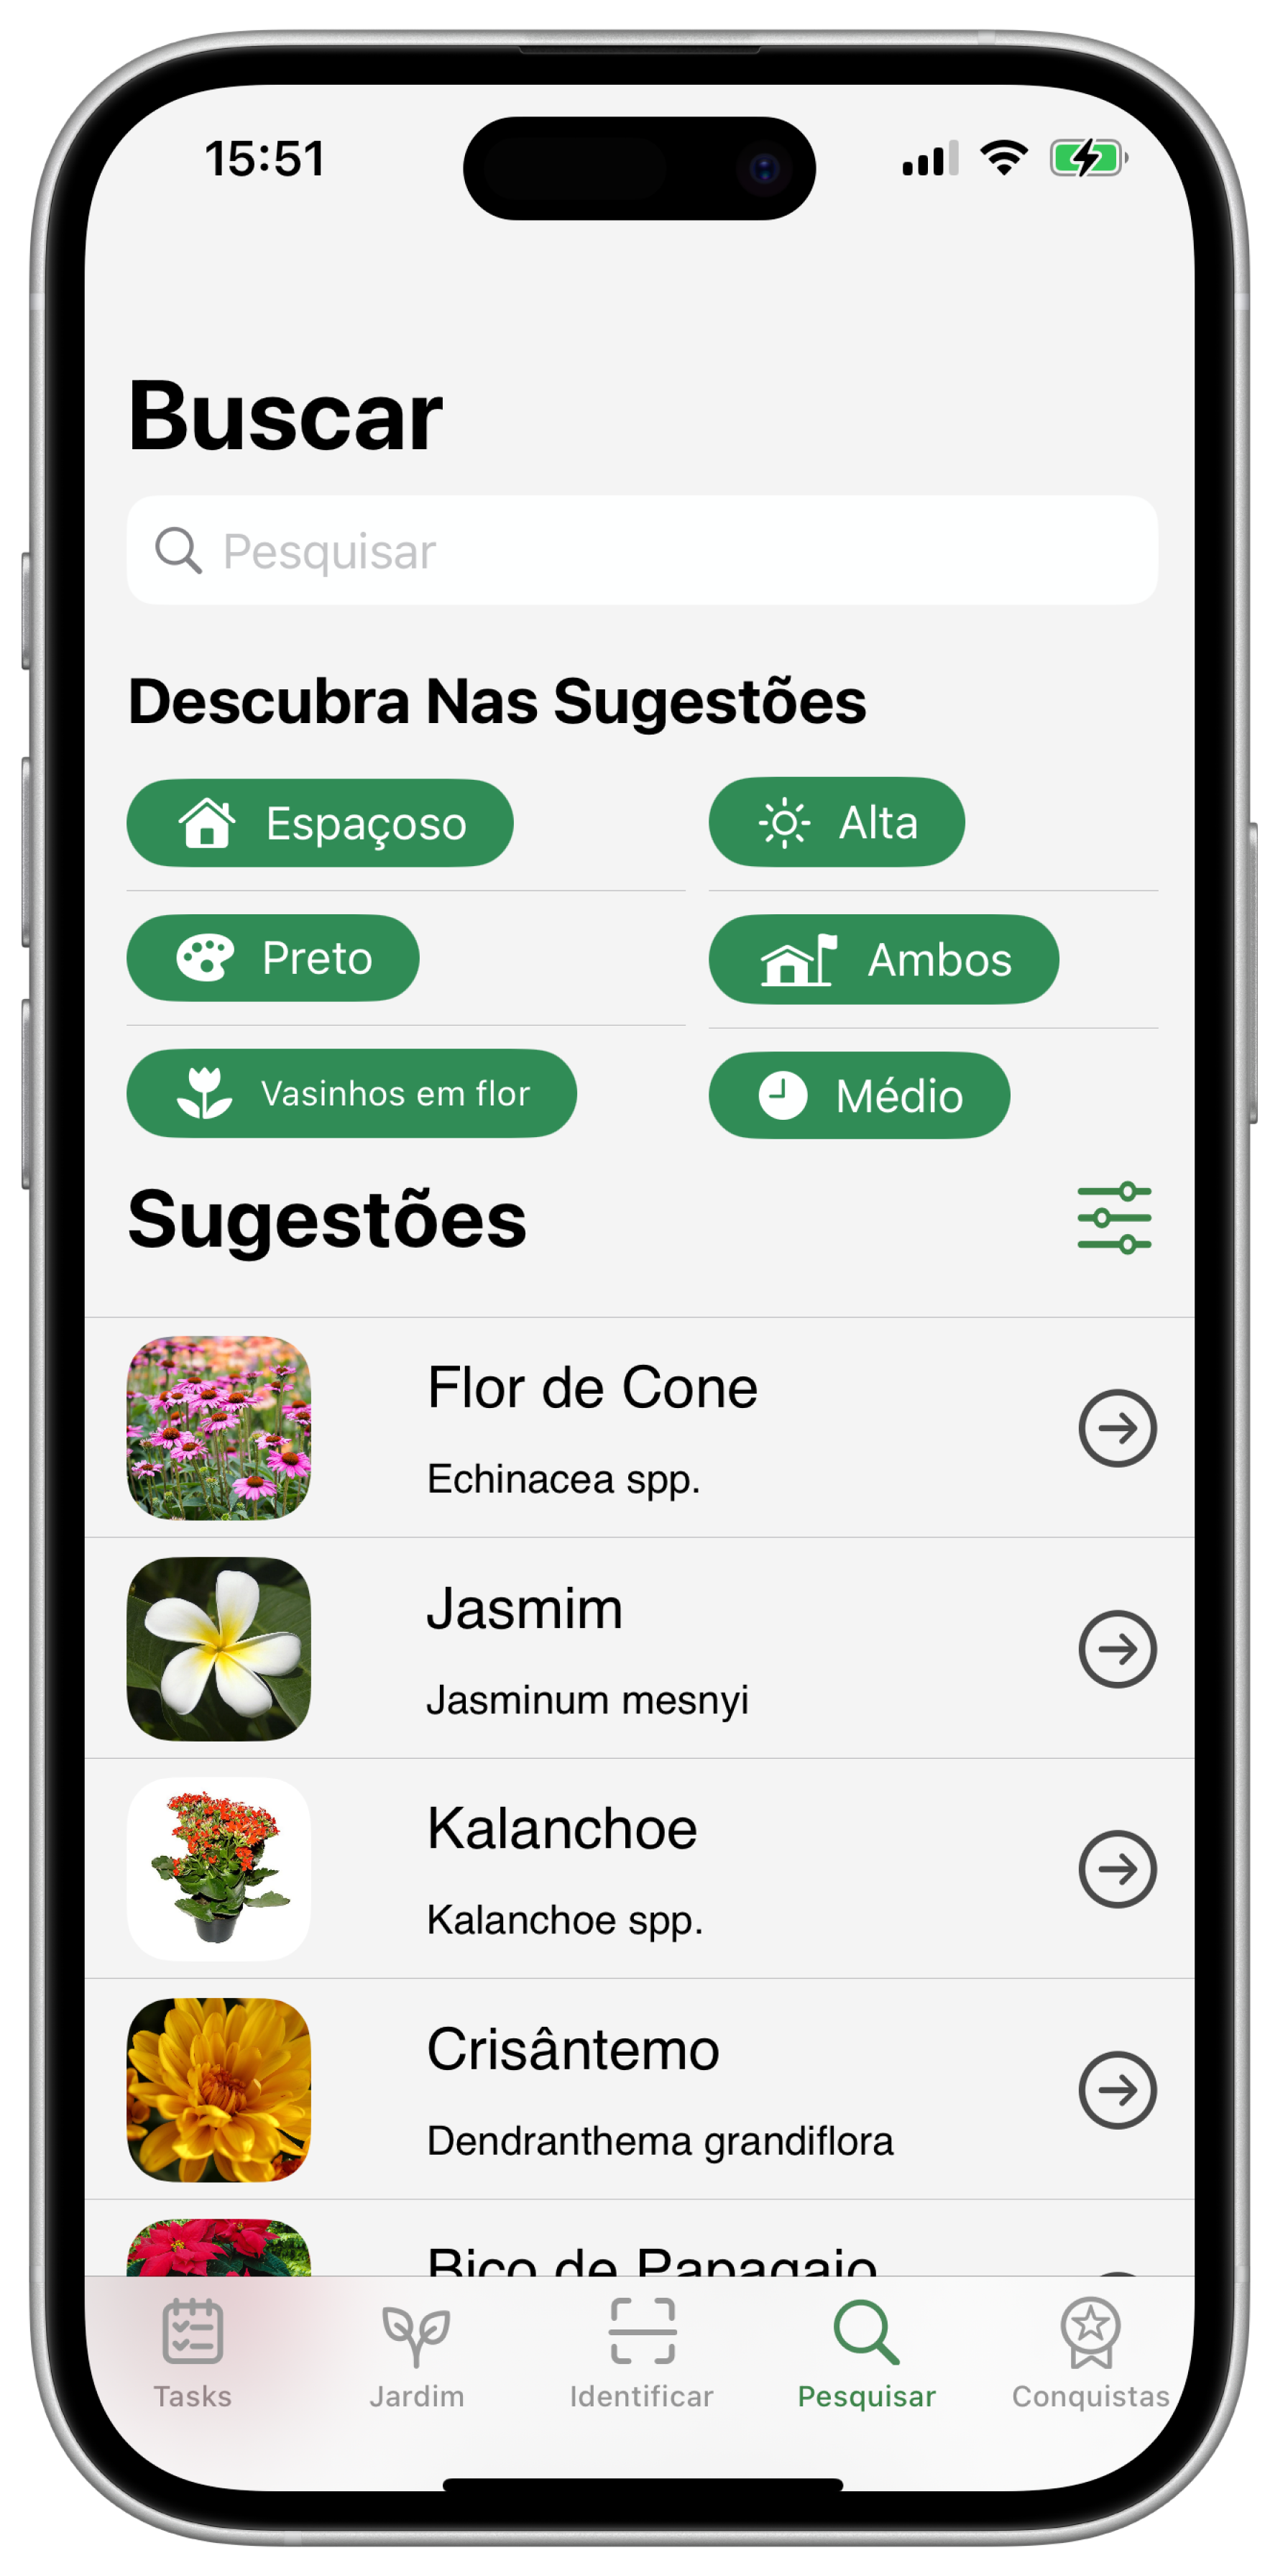 15:51
Buscar
Pesquisar
Descubra Nas Sugestões
Espaçoso
Alta
Preto
Ambos
Vasinhos em flor
Médio
Sugestões
Flor de Cone
Echinacea spp.
Jasmim
Jasminum mesnyi
Kalanchoe
Kalanchoe spp.
Crisântemo
Dendranthema grandiflora
Bico de Papagaio
Tasks
Jardim
Identificar
Pesquisar
Conquistas